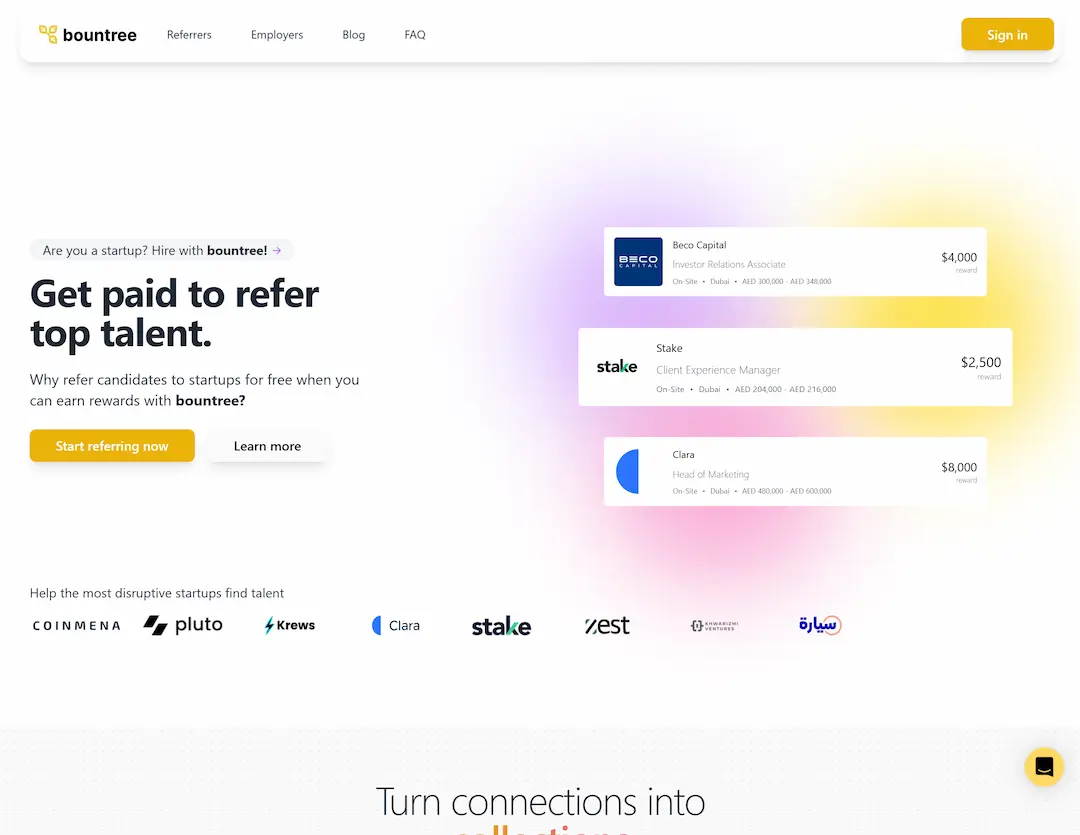 bountree
Referrers
Employers
Blog
FAQ
Sign in
Are you a startup? Hire with bountree! →
Get paid to refer
top talent.
Why refer candidates to startups for free when you
can earn rewards with bountree?
Start referring now
Learn more
BECO
CAPITAL
Beco Capital
Investor Relations Associate
On-Site • Dubai • AED 300,000 - AED 348,000
$4,000
reward
stake
Stake
Client Experience Manager
On-Site • Dubai • AED 204,000 - AED 216,000
$2,500
reward
Clara
Head of Marketing
On-Site • Dubai • AED 480,000 - AED 600,000
$8,000
reward
Help the most disruptive startups find talent
COINMENA
pluto
Krews
Clara
stake
zest
KHWARIZMI
VENTURES
سيارة
Turn connections into
collections